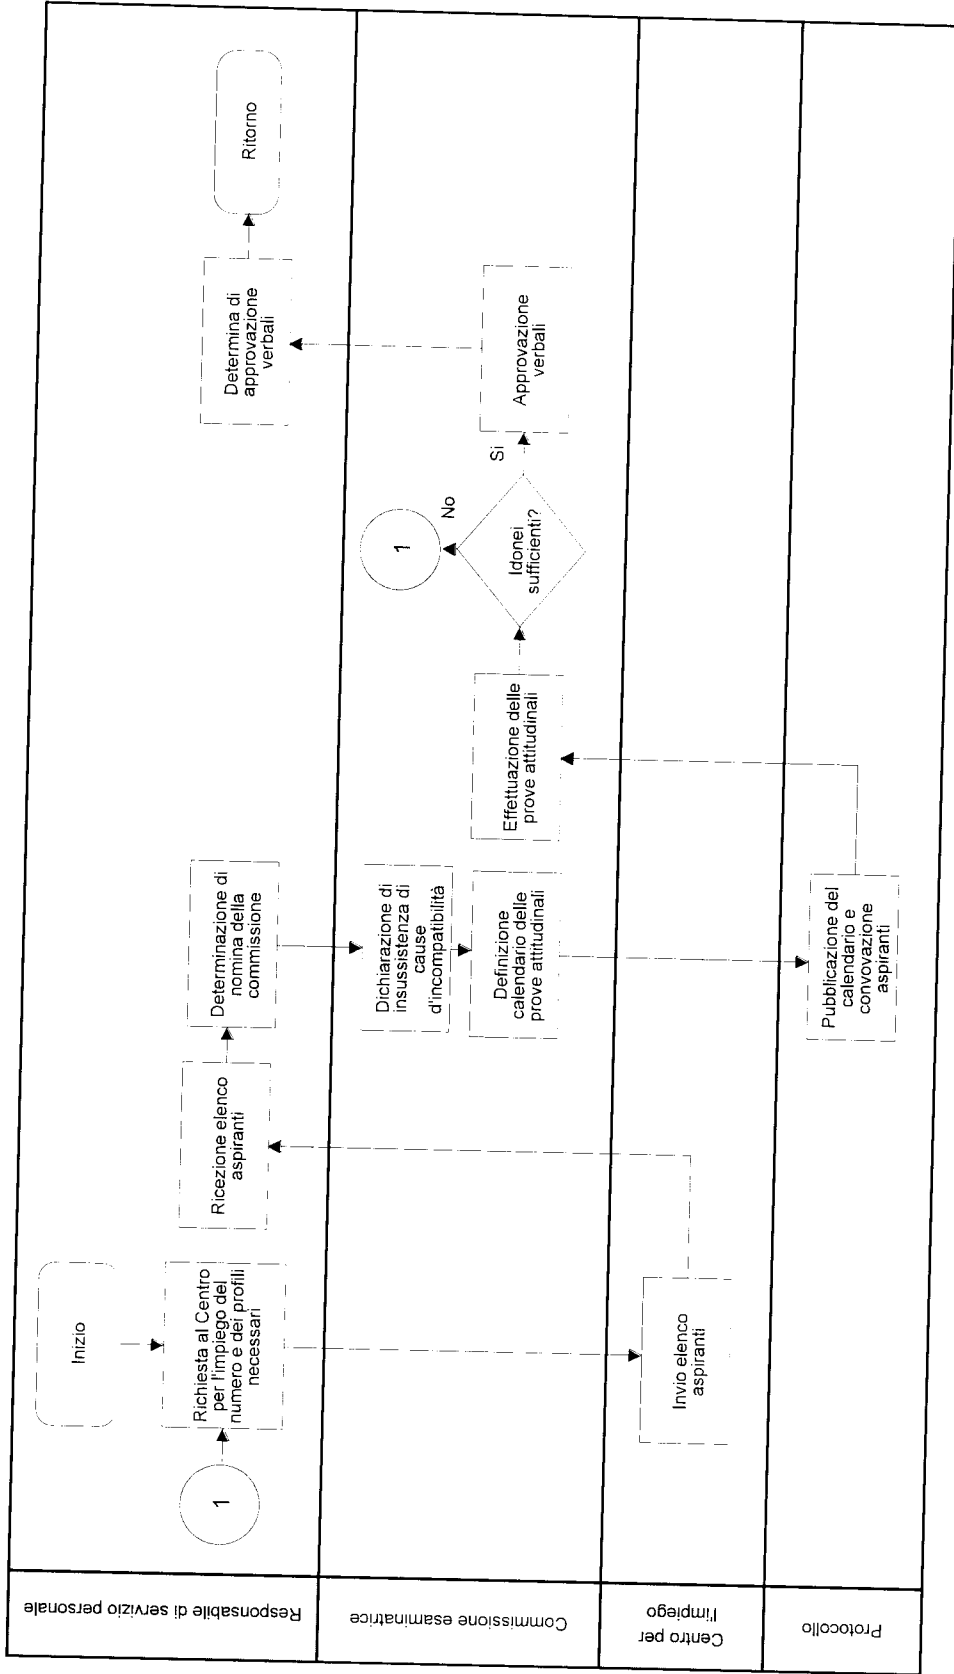 Responsabile di servizio personale
Inizio
1
Richiesta al Centro
per l'impiego del
numero e dei profili
necessari
Ricezione elenco
aspiranti
Determinazione di
nomina della
commissione
Determina di
approvazione
verbali
Ritorno
Commissione esaminatrice
Dichiarazione di
insussistenza di
cause
d'incompatibilità
Definizione
calendario delle
prove attitudinali
Effettuazione delle
prove attitudinali
1
No
Idonei
sufficienti?
Si
Approvazione
verbali
Centro per
l'impiego
Invio elenco
aspiranti
Protocollo
Pubblicazione del
calendario e
convovazione
aspiranti